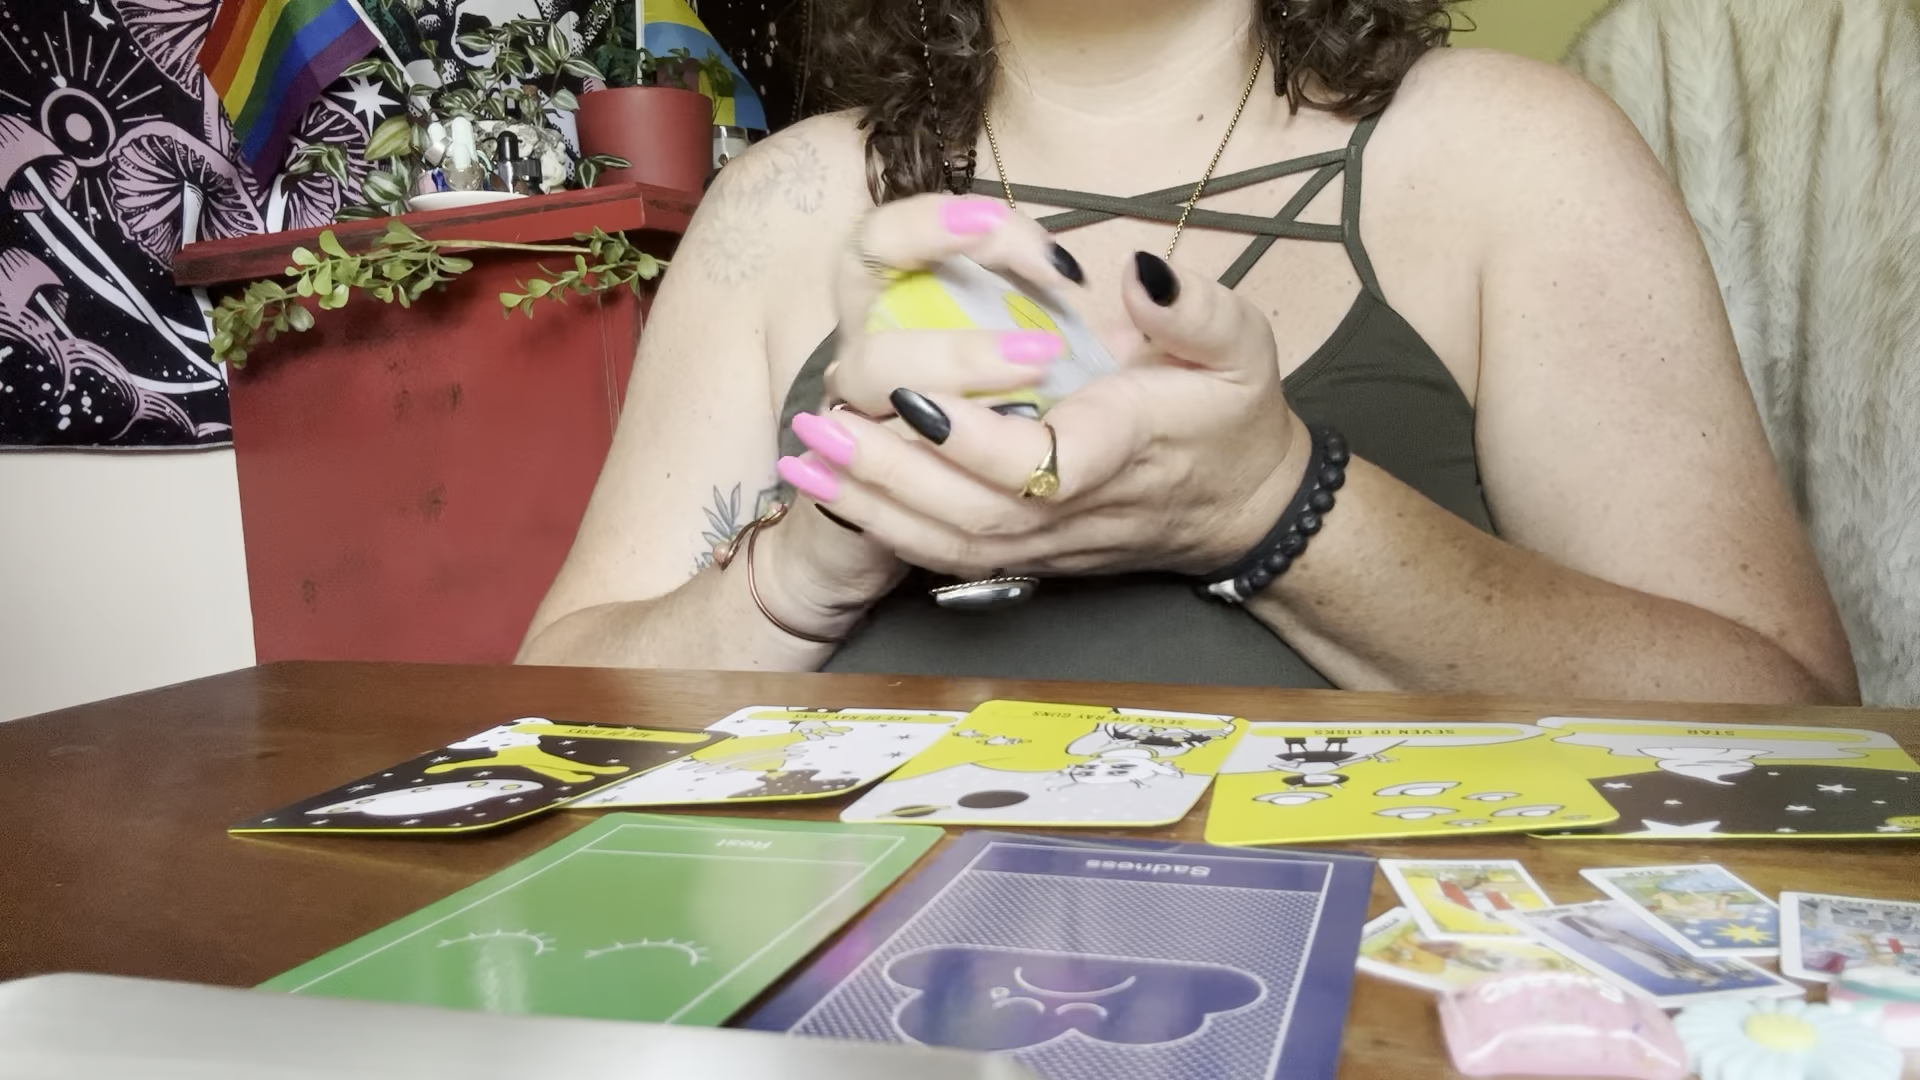 ACE OF DISKS
ACE OF RAY GUNS
SEVEN OF RAY GUNS
SEVEN OF DISKS
STAR
Rest
Sadness